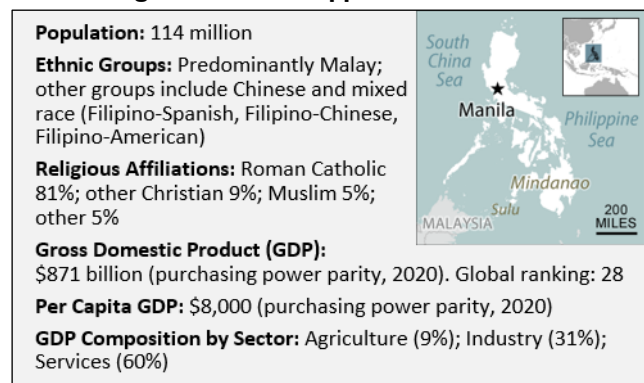 Population: 114 million
Ethnic Groups: Predominantly Malay;
other groups include Chinese and mixed
race (Filipino-Spanish, Filipino-Chinese,
Filipino-American)
Religious Affiliations: Roman Catholic
81%; other Christian 9%; Muslim 5%;
other 5%
Gross Domestic Product (GDP):
$871 billion (purchasing power parity, 2020). Global ranking: 28
Per Capita GDP: $8,000 (purchasing power parity, 2020)
GDP Composition by Sector: Agriculture (9%); Industry (31%);
Services (60%)
South
China
Sea
Manila
Philippine
Sea
Mindanao
Sulu
200
MILES
MALAYSIA